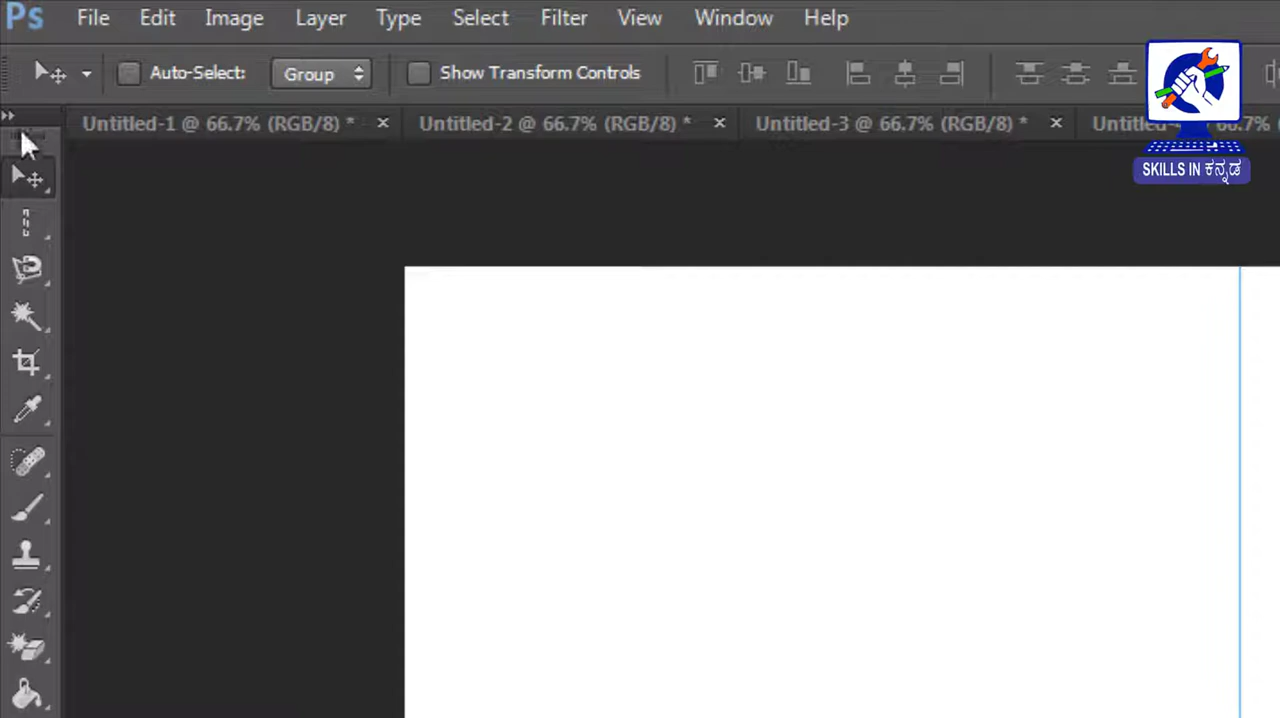 Ps File Edit Image Layer Type Select Filter View Window Help
Auto-Select: Group Show Transform Controls
Untitled-1 @ 66.7% (RGB/8) * × Untitled-2 @ 66.7% (RGB/8) * × Untitled-3 @ 66.7% (RGB/8) * ×
SKILLS IN ಕನ್ನಡ